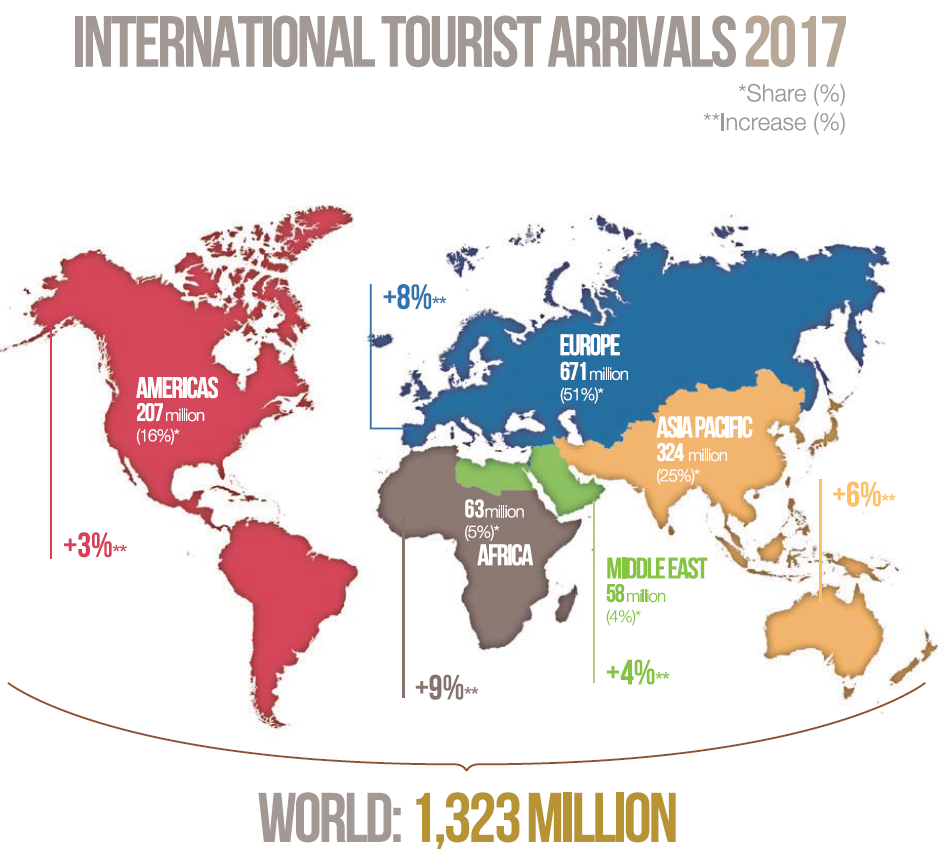 INTERNATIONAL TOURIST ARRIVALS 2017
*Share (%)
**Increase (%)
+8%**
EUROPE
671 million
(51%)*
AMERICAS
207 million
(16%)*
ASIA PACIFIC
324 million
(25%)*
+6%**
63 million
(5%)*
AFRICA
+3%**
MIDDLE EAST
58 million
(4%)*
+4%**
+9%**
WORLD: 1,323 MILLION